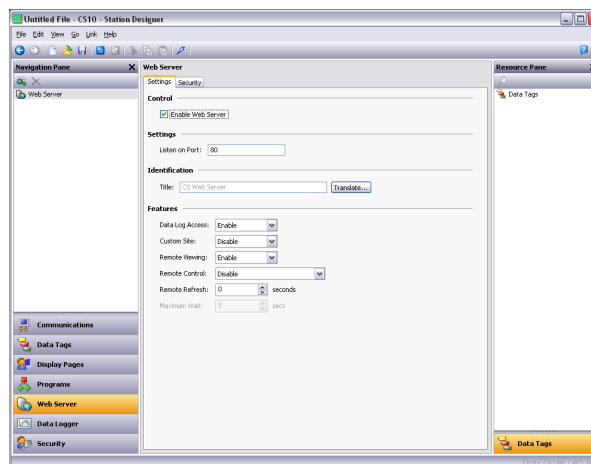 Untitled File - CS10 - Station Designer
File Edit View Go Link Help
Navigation Pane
Web Server
Resource Pane
Web Server
Settings Security
Data Tags
Control
Enable Web Server
Settings
Listen on Port: 80
Identification
Title: CS Web Server Translate...
Features
Data Log Access: Enable
Custom Site: Disable
Remote Viewing: Enable
Remote Control: Disable
Remote Refresh: 0 seconds
Maximum Wait: 5 secs
Communications
Data Tags
Display Pages
Programs
Web Server
Data Logger
Security
Data Tags